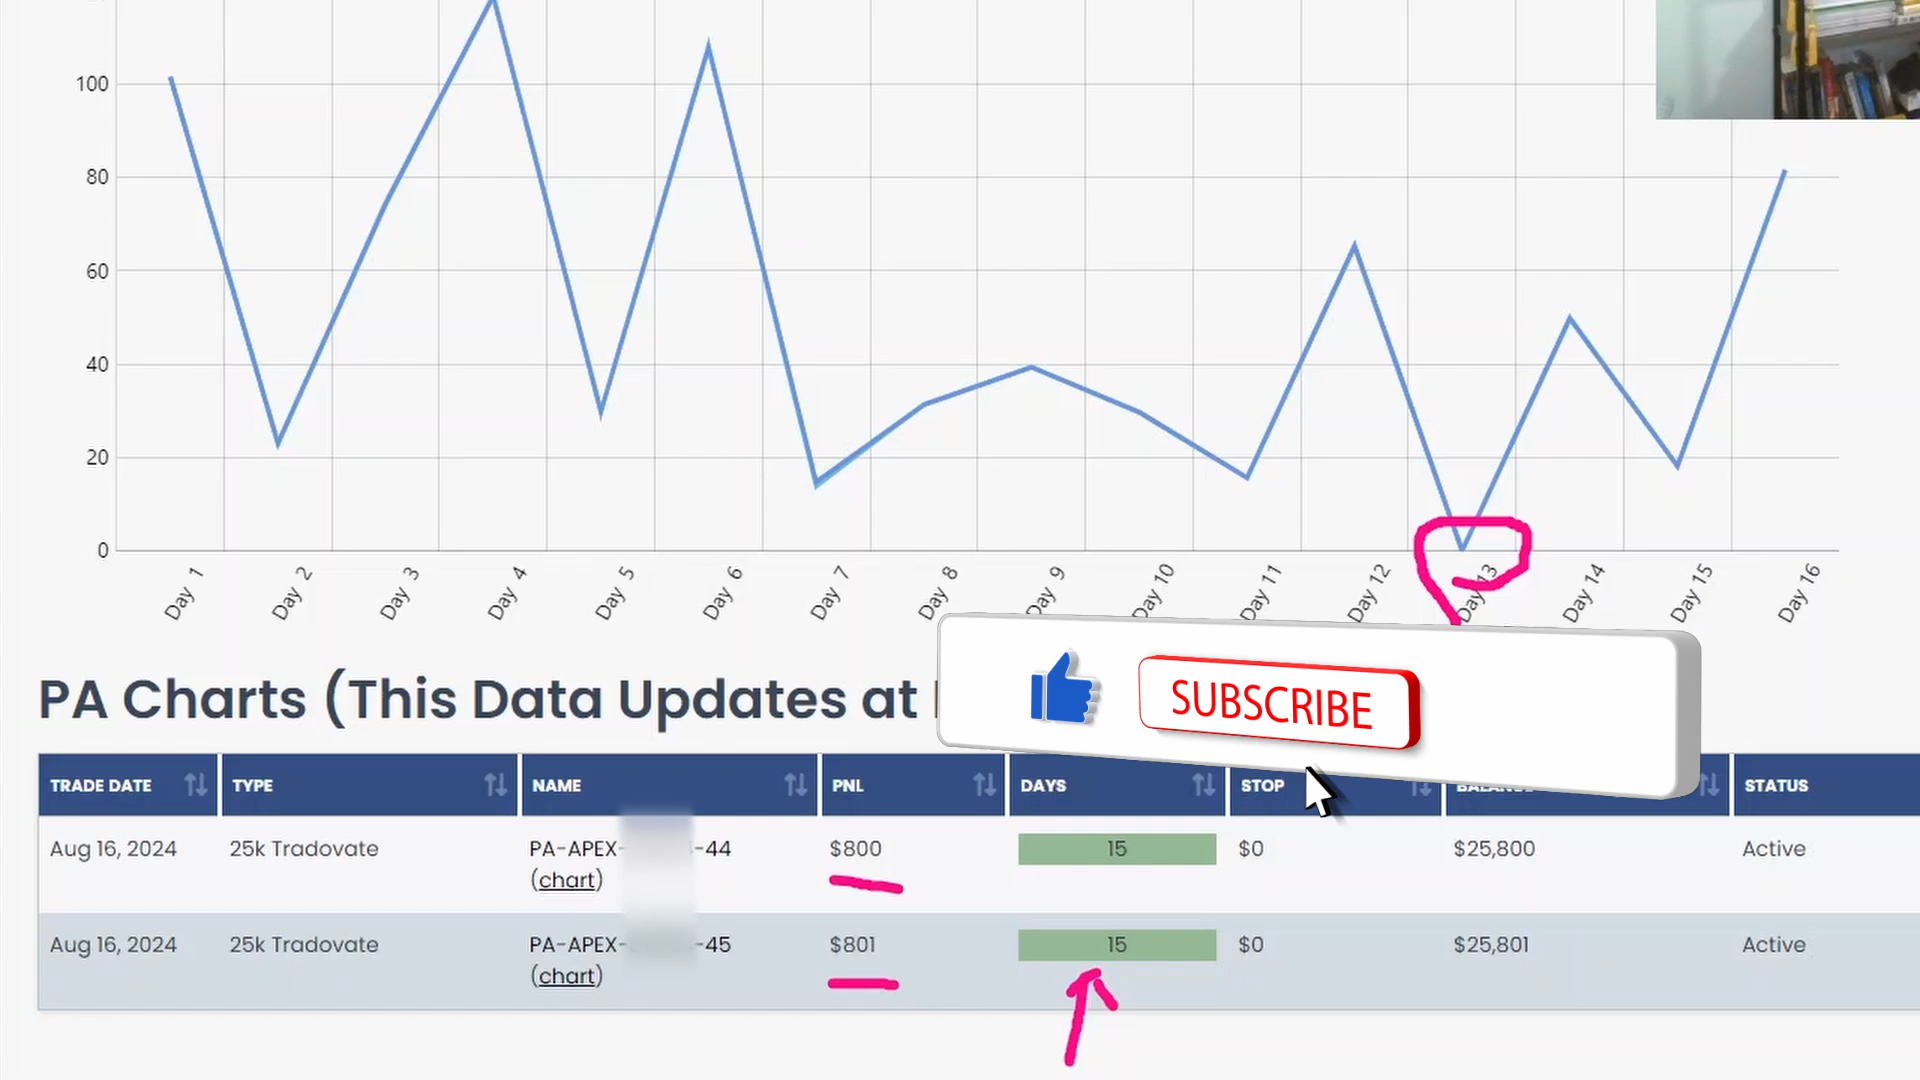 100
80
60
40
20
0
Day 1
Day 2
Day 3
Day 4
Day 5
Day 6
Day 7
Day 8
Day 9
Day 10
Day 11
Day 12
Day 13
Day 14
Day 15
Day 16
PA Charts (This Data Updates at
SUBSCRIBE
TRADE DATE TYPE NAME PNL DAYS STOP BALANCE STATUS
Aug 16, 2024 25k Tradovate PA-APEX- -44 $800 15 $0 $25,800 Active
(chart)
Aug 16, 2024 25k Tradovate PA-APEX- -45 $801 15 $0 $25,801 Active
(chart)